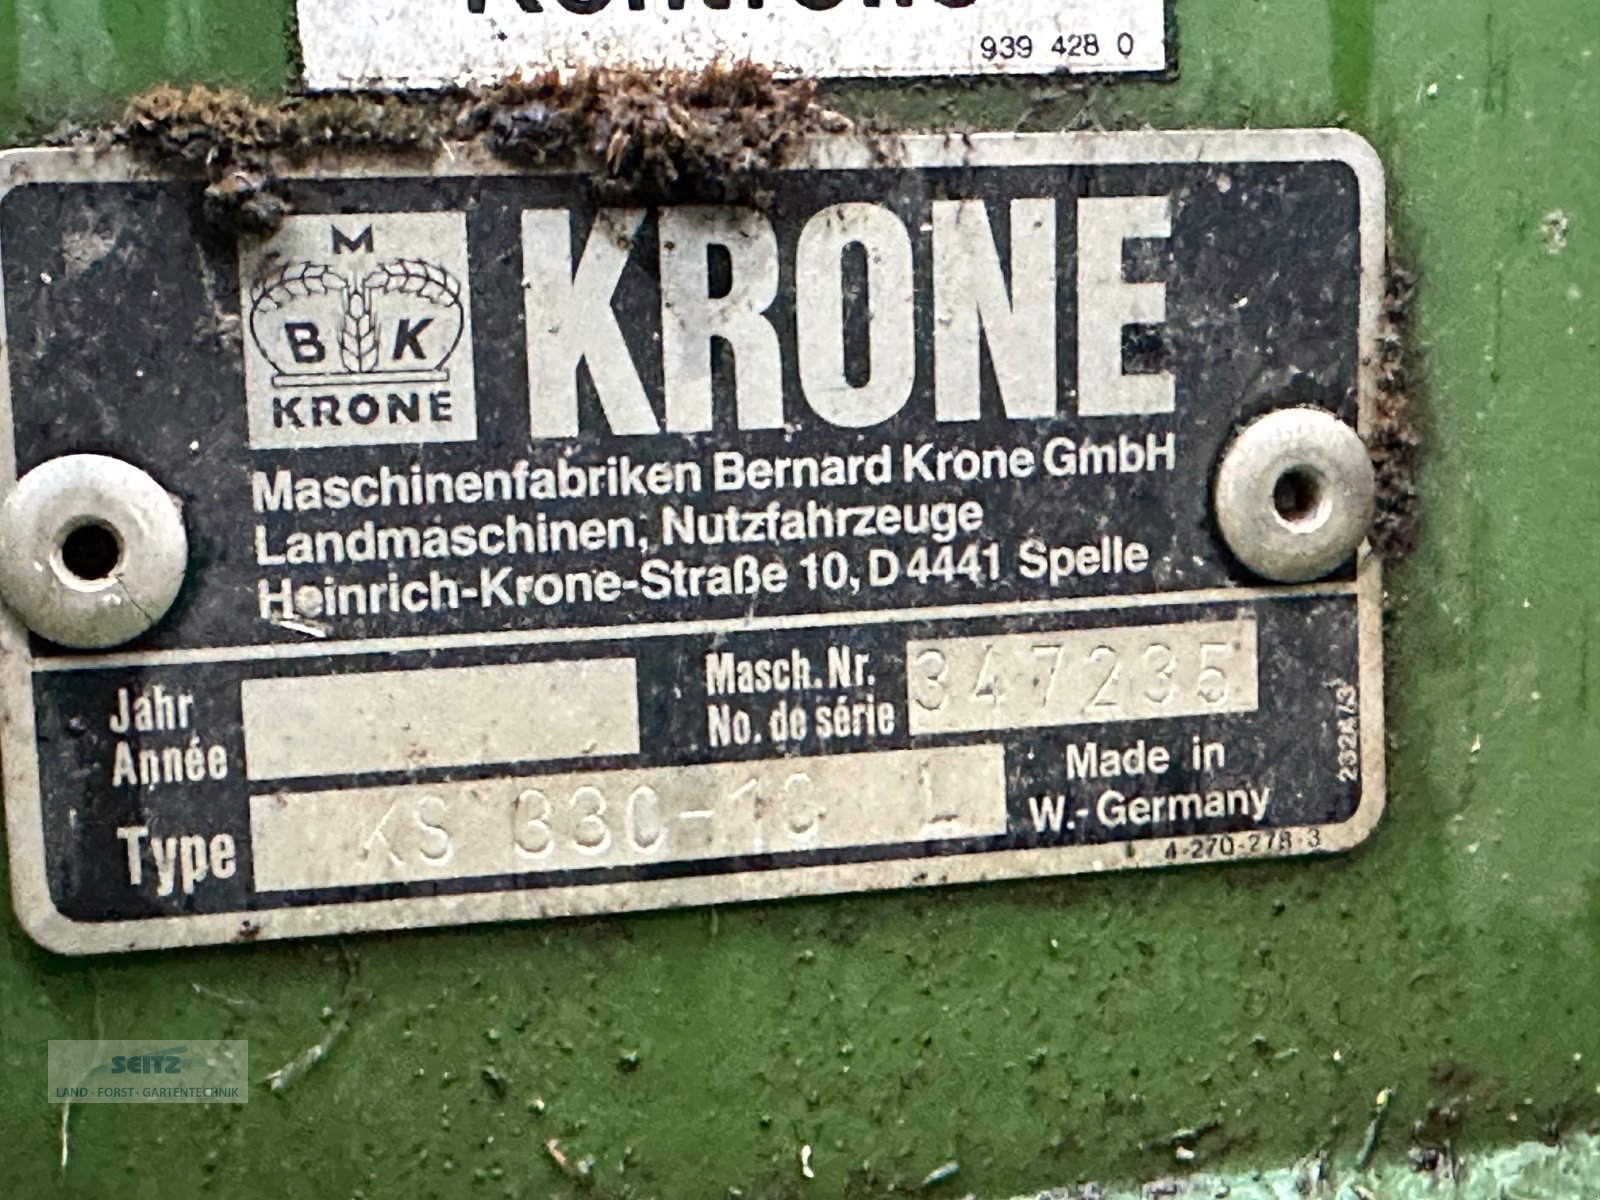 939 428 0
M
B K
KRONE
KRONE
Maschinenfabriken Bernard Krone GmbH
Landmaschinen, Nutzfahrzeuge
Heinrich-Krone-Straße 10, D 4441 Spelle
Jahr
Année
Masch. Nr.
No. de série
347235
Type
KS
L
Made in
W.-Germany
4-270-278-3
SEITZ
LAND - FORST - GARTENTECHNIK